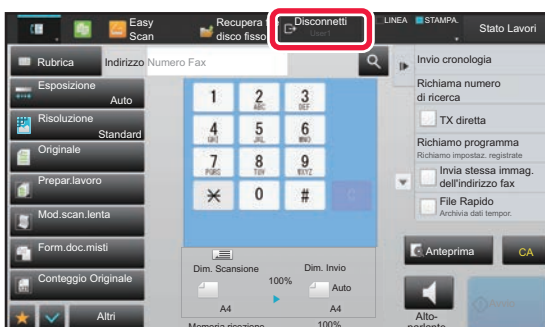 Easy
Scan
Recupera
disco fisso
Disconnetti
User1
LINEA
STAMPA.
Stato Lavori
Rubrica
Indirizzo
Numero Fax
Esposizione
Auto
Risoluzione
Standard
Originale
Prepar.lavoro
Mod.scan.lenta
Form.doc.misti
Conteggio Originale
Altri
1
2
ABC
3
DEF
4
GHI
5
JKL
6
MNO
7
PQRS
8
TUV
9
WXYZ
0
#
C
Dim. Scansione
100%
Dim. Invio
Auto
A4
A4
Memoria ricezione
100%
Invio cronologia
Richiama numero
di ricerca
TX diretta
Richiamo programma
Richiamo impostaz. registrate
Invia stessa immag.
dell'indirizzo fax
File Rapido
Archivia dati tempor.
Anteprima
CA
Alto-
parlante